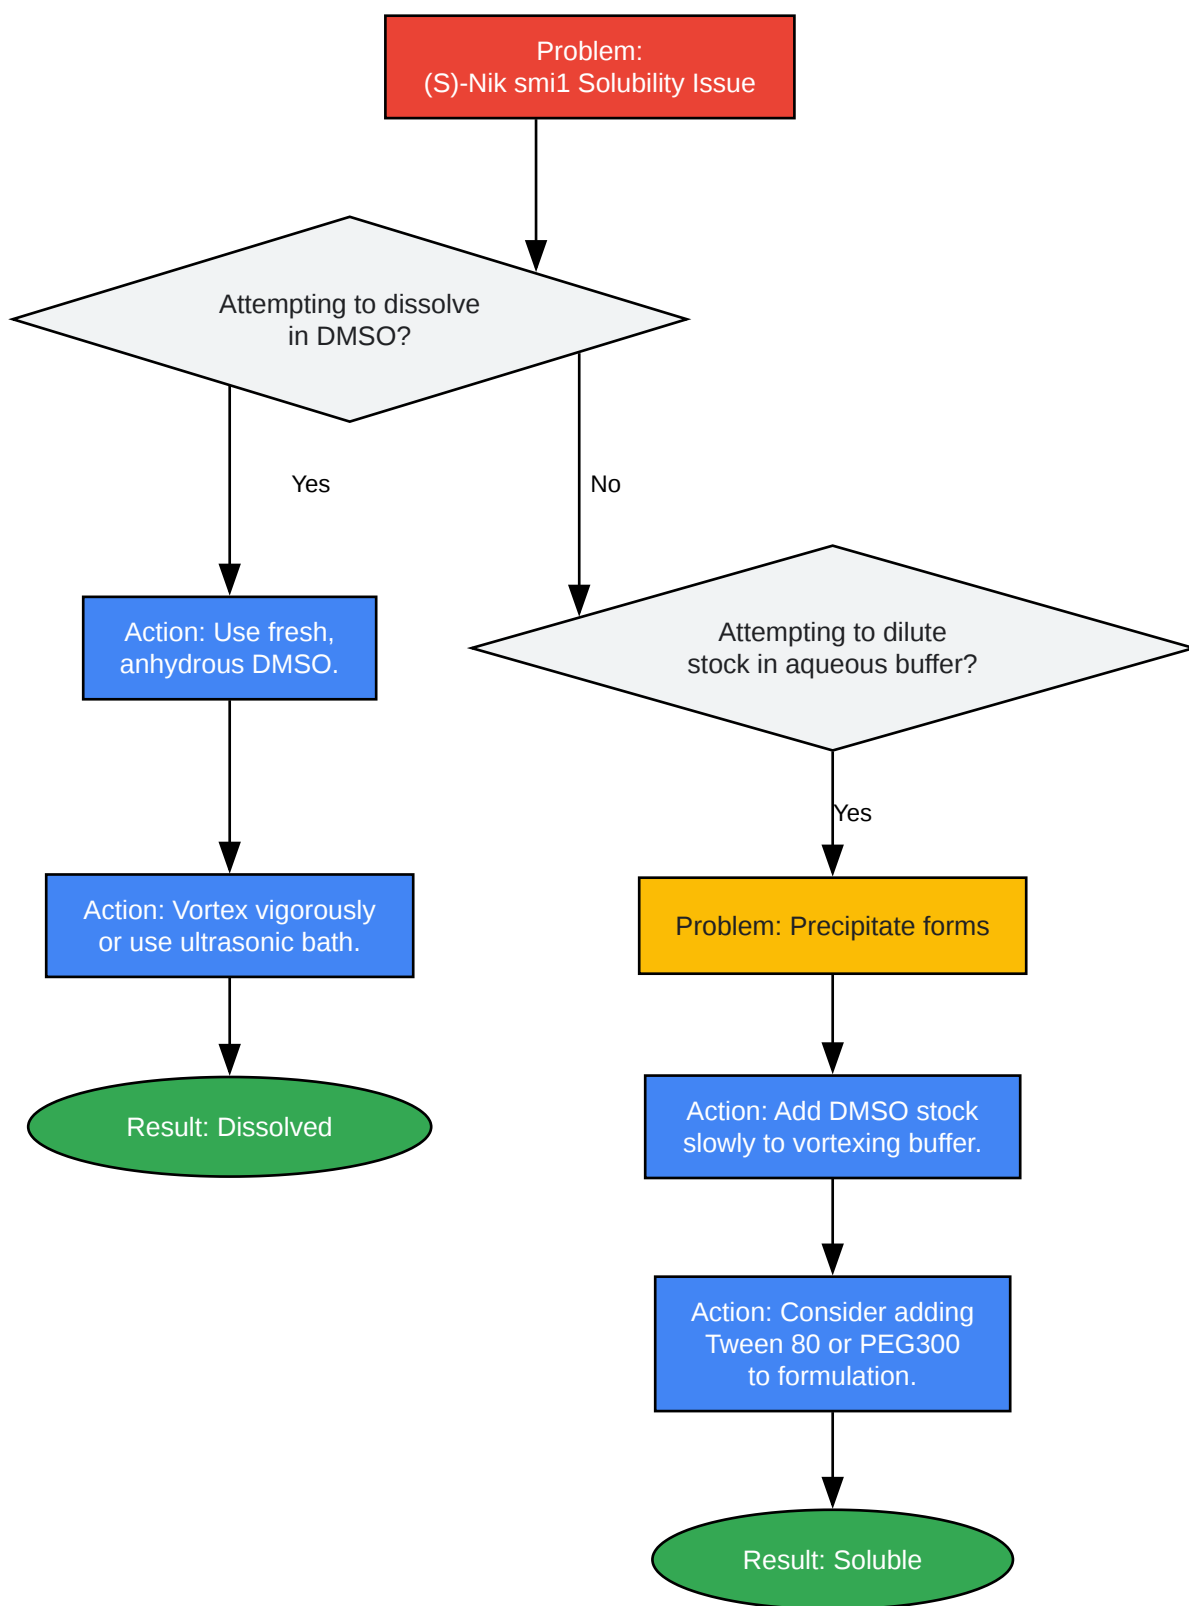 Problem:
(S)-Nik smi1 Solubility Issue
Attempting to dissolve
in DMSO?
Yes
No
Action: Use fresh,
anhydrous DMSO.
Attempting to dilute
stock in aqueous buffer?
Yes
Action: Vortex vigorously
or use ultrasonic bath.
Problem: Precipitate forms
Result: Dissolved
Action: Add DMSO stock
slowly to vortexing buffer.
Action: Consider adding
Tween 80 or PEG300
to formulation.
Result: Soluble